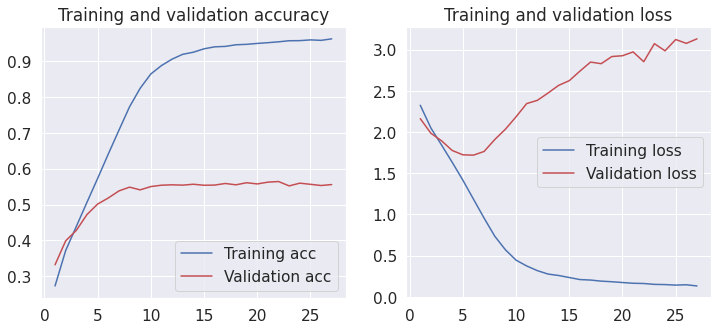 Training and validation accuracy
0.9
0.8
0.7
0.6
0.5
0.4
0.3
0 5 10 15 20 25
Training acc
Validation acc
Training and validation loss
3.0
2.5
2.0
1.5
1.0
0.5
0.0
0 5 10 15 20 25
Training loss
Validation loss